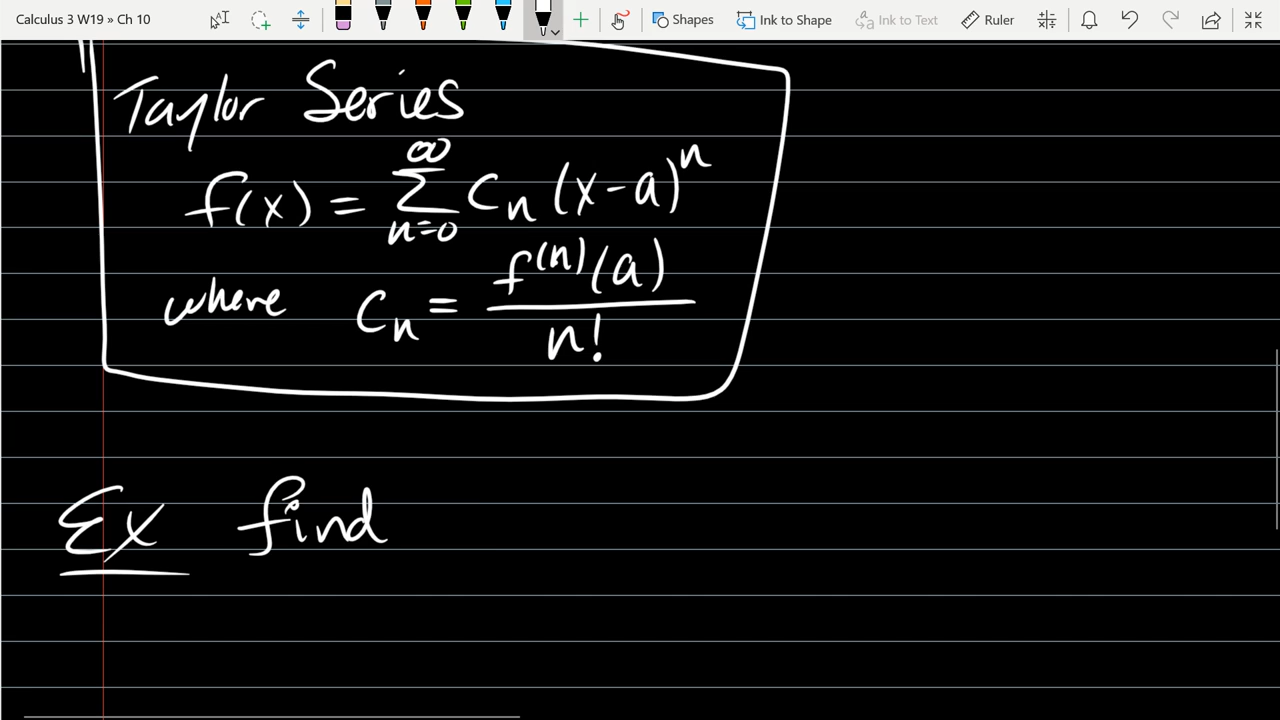 Calculus 3 W19 » Ch 10
Shapes
Ink to Shape
Ink to Text
Ruler
Taylor Series
f(x) = ∑_{n=0}^{∞} c_n (x-a)^n
where c_n = f^{(n)}(a) / n!
Ex find